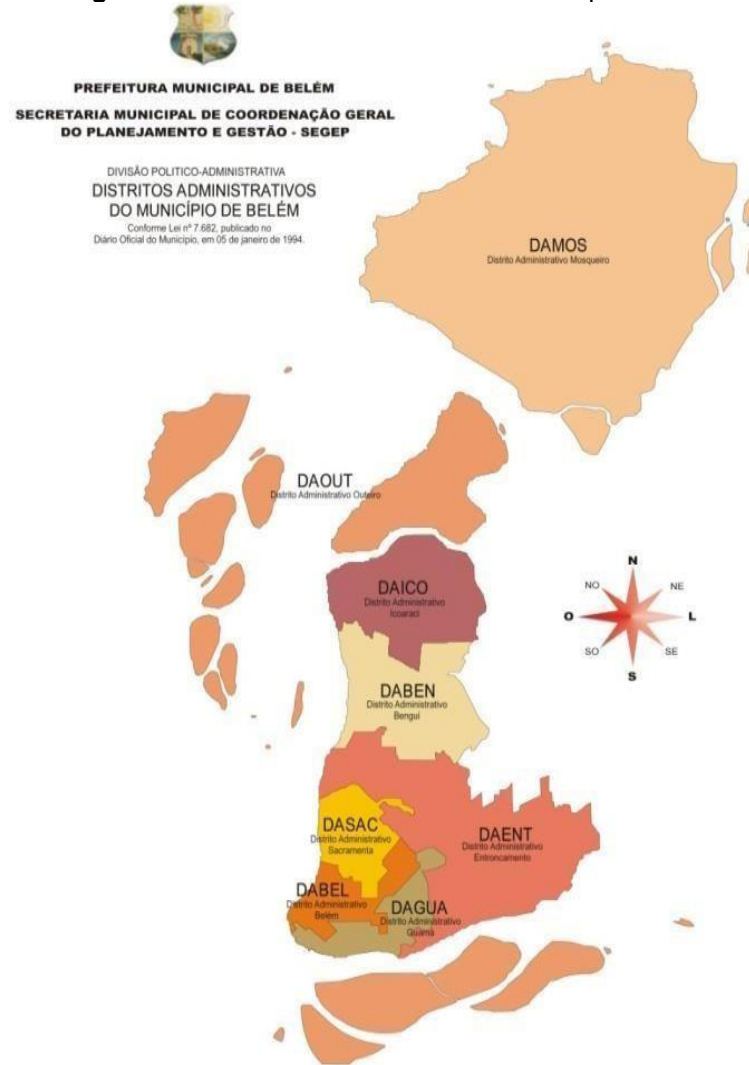 PREFEITURA MUNICIPAL DE BELÉM
SECRETARIA MUNICIPAL DE COORDENAÇÃO GERAL
DO PLANEJAMENTO E GESTÃO - SEGEP
DIVISÃO POLITICO-ADMINISTRATIVA
DISTRITOS ADMINISTRATIVOS
DO MUNICÍPIO DE BELÉM
Conforme Lei nº 7.682, publicado no
Diário Oficial do Município, em 05 de janeiro de 1994.
DAMOS
Distrito Administrativo Mosqueiro
DAOUT
Distrito Administrativo Outeiro
DAICO
Distrito Administrativo
Icoaraci
N
NO
NE
O
L
SO
SE
S
DABEN
Distrito Administrativo
Benguí
DASAC
Distrito Administrativo
Sacramenta
DAENT
Distrito Administrativo
Entroncamento
DABEL
Distrito Administrativo
Belém
DAGUA
Distrito Administrativo
Guamá